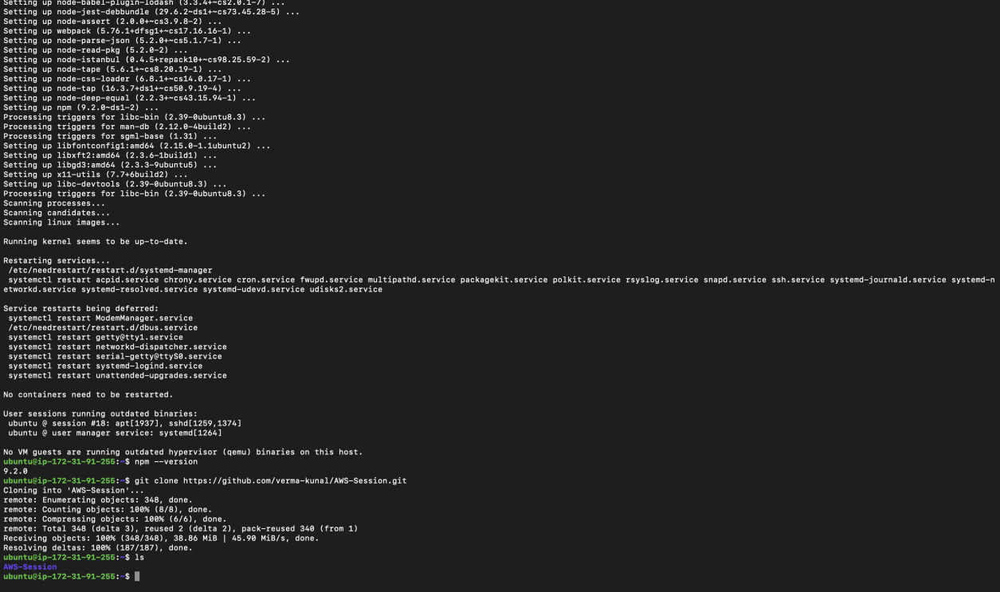 Setting up node-babel-plugin-lodash (3.3.4+~cs2.0.1-7) ...
Setting up node-jest-debbundle (29.6.2~ds1+~cs73.45.28-5) ...
Setting up node-assert (2.0.0+~cs3.9.8-2) ...
Setting up webpack (5.76.1+dfsg1+~cs17.16.16-1) ...
Setting up node-parse-json (5.2.0+~cs5.1.7-1) ...
Setting up node-read-pkg (5.2.0-2) ...
Setting up node-istanbul (0.4.5+repack10+~cs98.25.59-2) ...
Setting up node-tape (5.6.1+~cs8.20.19-1) ...
Setting up node-css-loader (6.8.1+~cs14.0.17-1) ...
Setting up node-tap (16.3.7+ds1+~cs50.9.19-4) ...
Setting up node-deep-equal (2.2.3+~cs43.15.94-1) ...
Setting up npm (9.2.0~ds1-2) ...
Processing triggers for libc-bin (2.39-0ubuntu8.3) ...
Processing triggers for man-db (2.12.0-4build2) ...
Processing triggers for sgml-base (1.31) ...
Setting up libfontconfig1:amd64 (2.15.0-1.1ubuntu2) ...
Setting up libxft2:amd64 (2.3.6-1build1) ...
Setting up libgd3:amd64 (2.3.3-9ubuntu5) ...
Setting up x11-utils (7.7+6build2) ...
Setting up libc-devtools (2.39-0ubuntu8.3) ...
Processing triggers for libc-bin (2.39-0ubuntu8.3) ...
Scanning processes...
Scanning candidates...
Scanning linux images...
Running kernel seems to be up-to-date.
Restarting services...
/etc/needrestart/restart.d/systemd-manager
systemctl restart acpid.service chrony.service cron.service fwupd.service multipathd.service packagekit.service polkit.service rsyslog.service snapd.service ssh.service systemd-journald.service systemd-n
etworkd.service systemd-resolved.service systemd-udevd.service udisks2.service
Service restarts being deferred:
systemctl restart ModemManager.service
/etc/needrestart/restart.d/dbus.service
systemctl restart getty@tty1.service
systemctl restart networkd-dispatcher.service
systemctl restart serial-getty@ttyS0.service
systemctl restart systemd-logind.service
systemctl restart unattended-upgrades.service
No containers need to be restarted.
User sessions running outdated binaries:
ubuntu @ session #18: apt[1937], sshd[1259,1374]
ubuntu @ user manager service: systemd[1264]
No VM guests are running outdated hypervisor (qemu) binaries on this host.
ubuntu@ip-172-31-91-255:~$ npm --version
9.2.0
ubuntu@ip-172-31-91-255:~$ git clone https://github.com/verma-kunal/AWS-Session.git
Cloning into 'AWS-Session'...
remote: Enumerating objects: 348, done.
remote: Counting objects: 100% (8/8), done.
remote: Compressing objects: 100% (6/6), done.
remote: Total 348 (delta 3), reused 2 (delta 2), pack-reused 340 (from 1)
Receiving objects: 100% (348/348), 38.86 MiB | 45.90 MiB/s, done.
Resolving deltas: 100% (187/187), done.
ubuntu@ip-172-31-91-255:~$ ls
AWS-Session
ubuntu@ip-172-31-91-255:~$